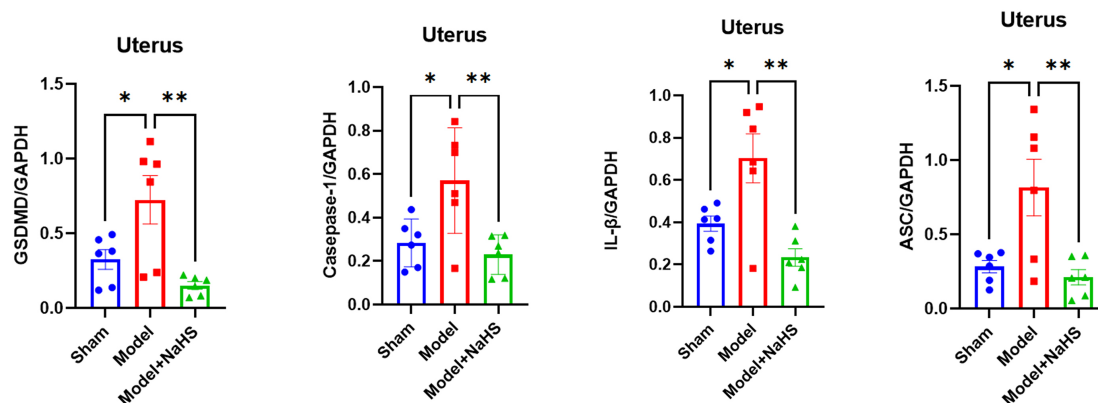 Uterus
* **
GSDMD/GAPDH
1.5
1.0
0.5
0.0
Sham
Model
Model+NaHS
Uterus
* **
Casepase-1/GAPDH
1.0
0.8
0.6
0.4
0.2
0.0
Sham
Model
Model+NaHS
Uterus
* **
IL-β/GAPDH
1.0
0.8
0.6
0.4
0.2
0.0
Sham
Model
Model+NaHS
Uterus
* **
ASC/GAPDH
1.5
1.0
0.5
0.0
Sham
Model
Model+NaHS